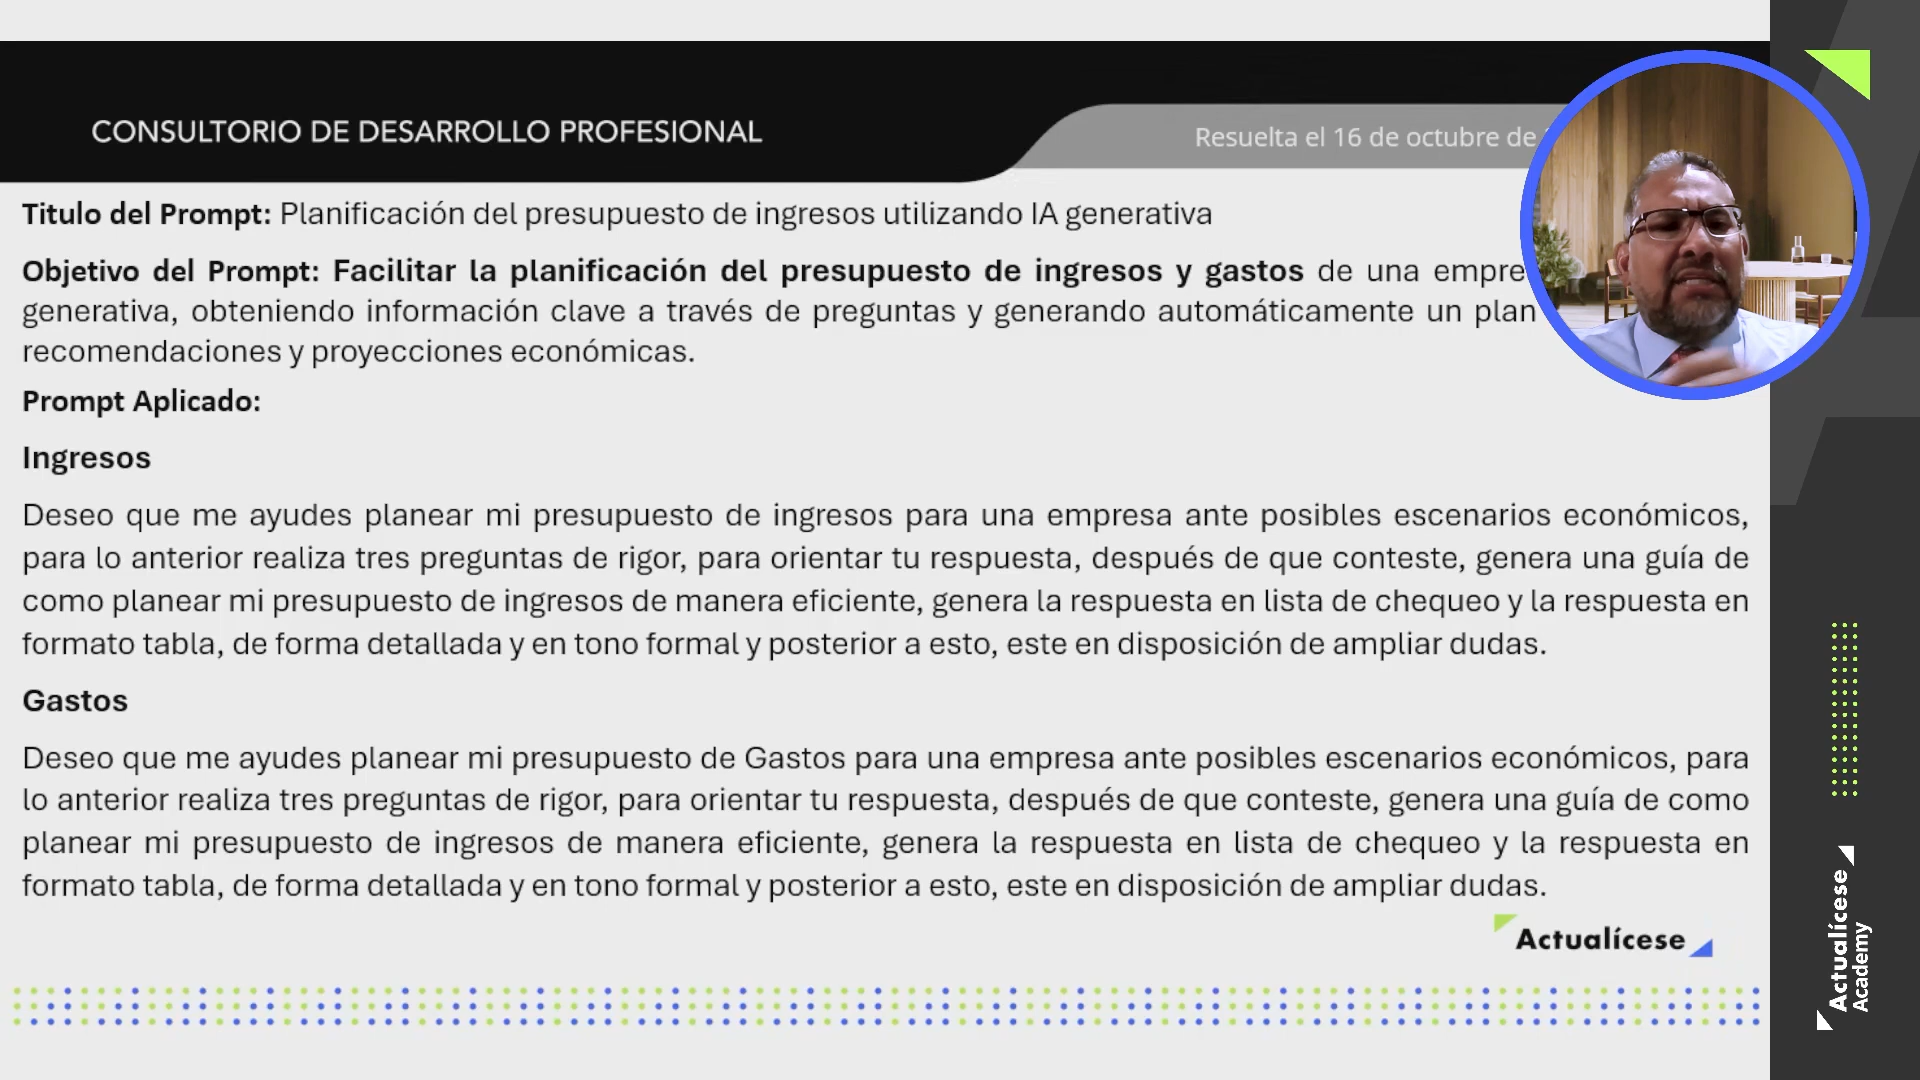 CONSULTORIO DE DESARROLLO PROFESIONAL
Resuelta el 16 de octubre de
Titulo del Prompt: Planificación del presupuesto de ingresos utilizando IA generativa
Objetivo del Prompt: Facilitar la planificación del presupuesto de ingresos y gastos de una
generativa, obteniendo información clave a través de preguntas y generando automáticamente un plan
recomendaciones y proyecciones económicas.
Prompt Aplicado:
Ingresos
Deseo que me ayudes planear mi presupuesto de ingresos para una empresa ante posibles escenarios económicos,
para lo anterior realiza tres preguntas de rigor, para orientar tu respuesta, después de que conteste, genera una guía de
como planear mi presupuesto de ingresos de manera eficiente, genera la respuesta en lista de chequeo y la respuesta en
formato tabla, de forma detallada y en tono formal y posterior a esto, este en disposición de ampliar dudas.
Gastos
Deseo que me ayudes planear mi presupuesto de Gastos para una empresa ante posibles escenarios económicos, para
lo anterior realiza tres preguntas de rigor, para orientar tu respuesta, después de que conteste, genera una guía de como
planear mi presupuesto de ingresos de manera eficiente, genera la respuesta en lista de chequeo y la respuesta en
formato tabla, de forma detallada y en tono formal y posterior a esto, este en disposición de ampliar dudas.
Actualícese
Actualícese
Academy